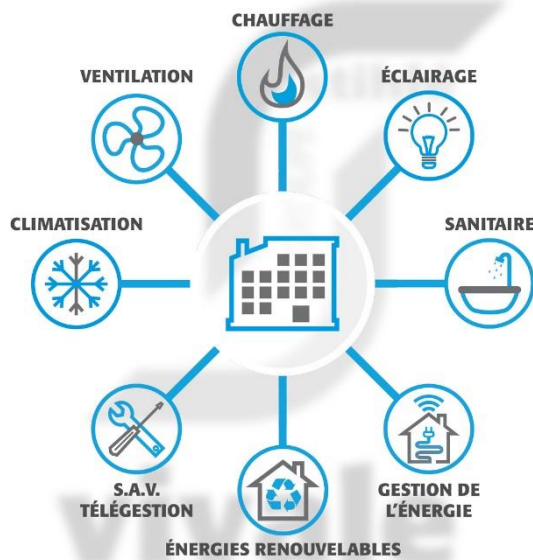 CHAUFFAGE
VENTILATION
ÉCLAIRAGE
CLIMATISATION
SANITAIRE
S.A.V.
TÉLÉGESTION
GESTION DE
L'ÉNERGIE
ÉNERGIES RENOUVELABLES